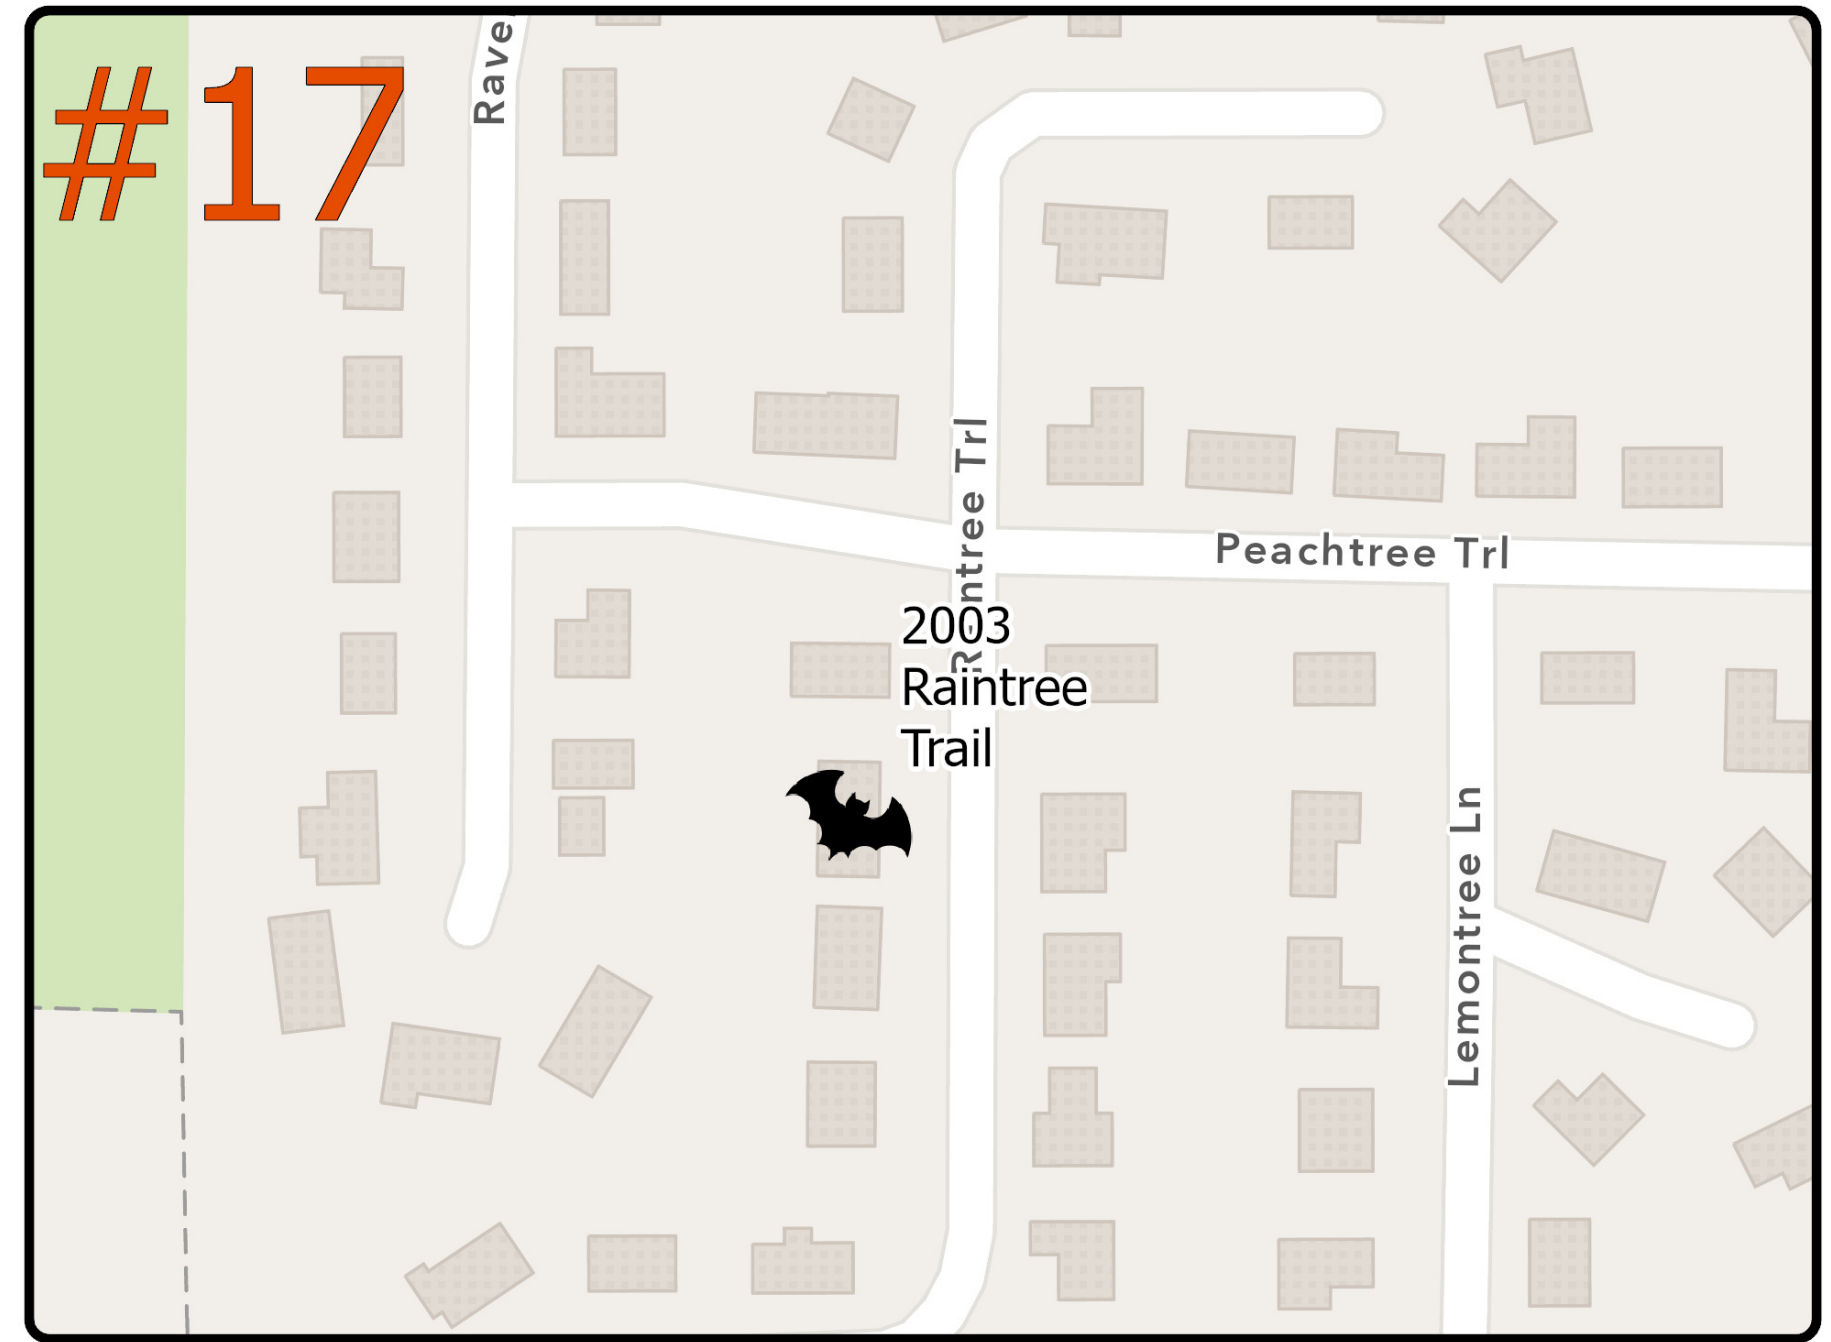 #17
Rave
Raintree Trl
Peachtree Trl
2003
Raintree
Trail
Lemontree Ln